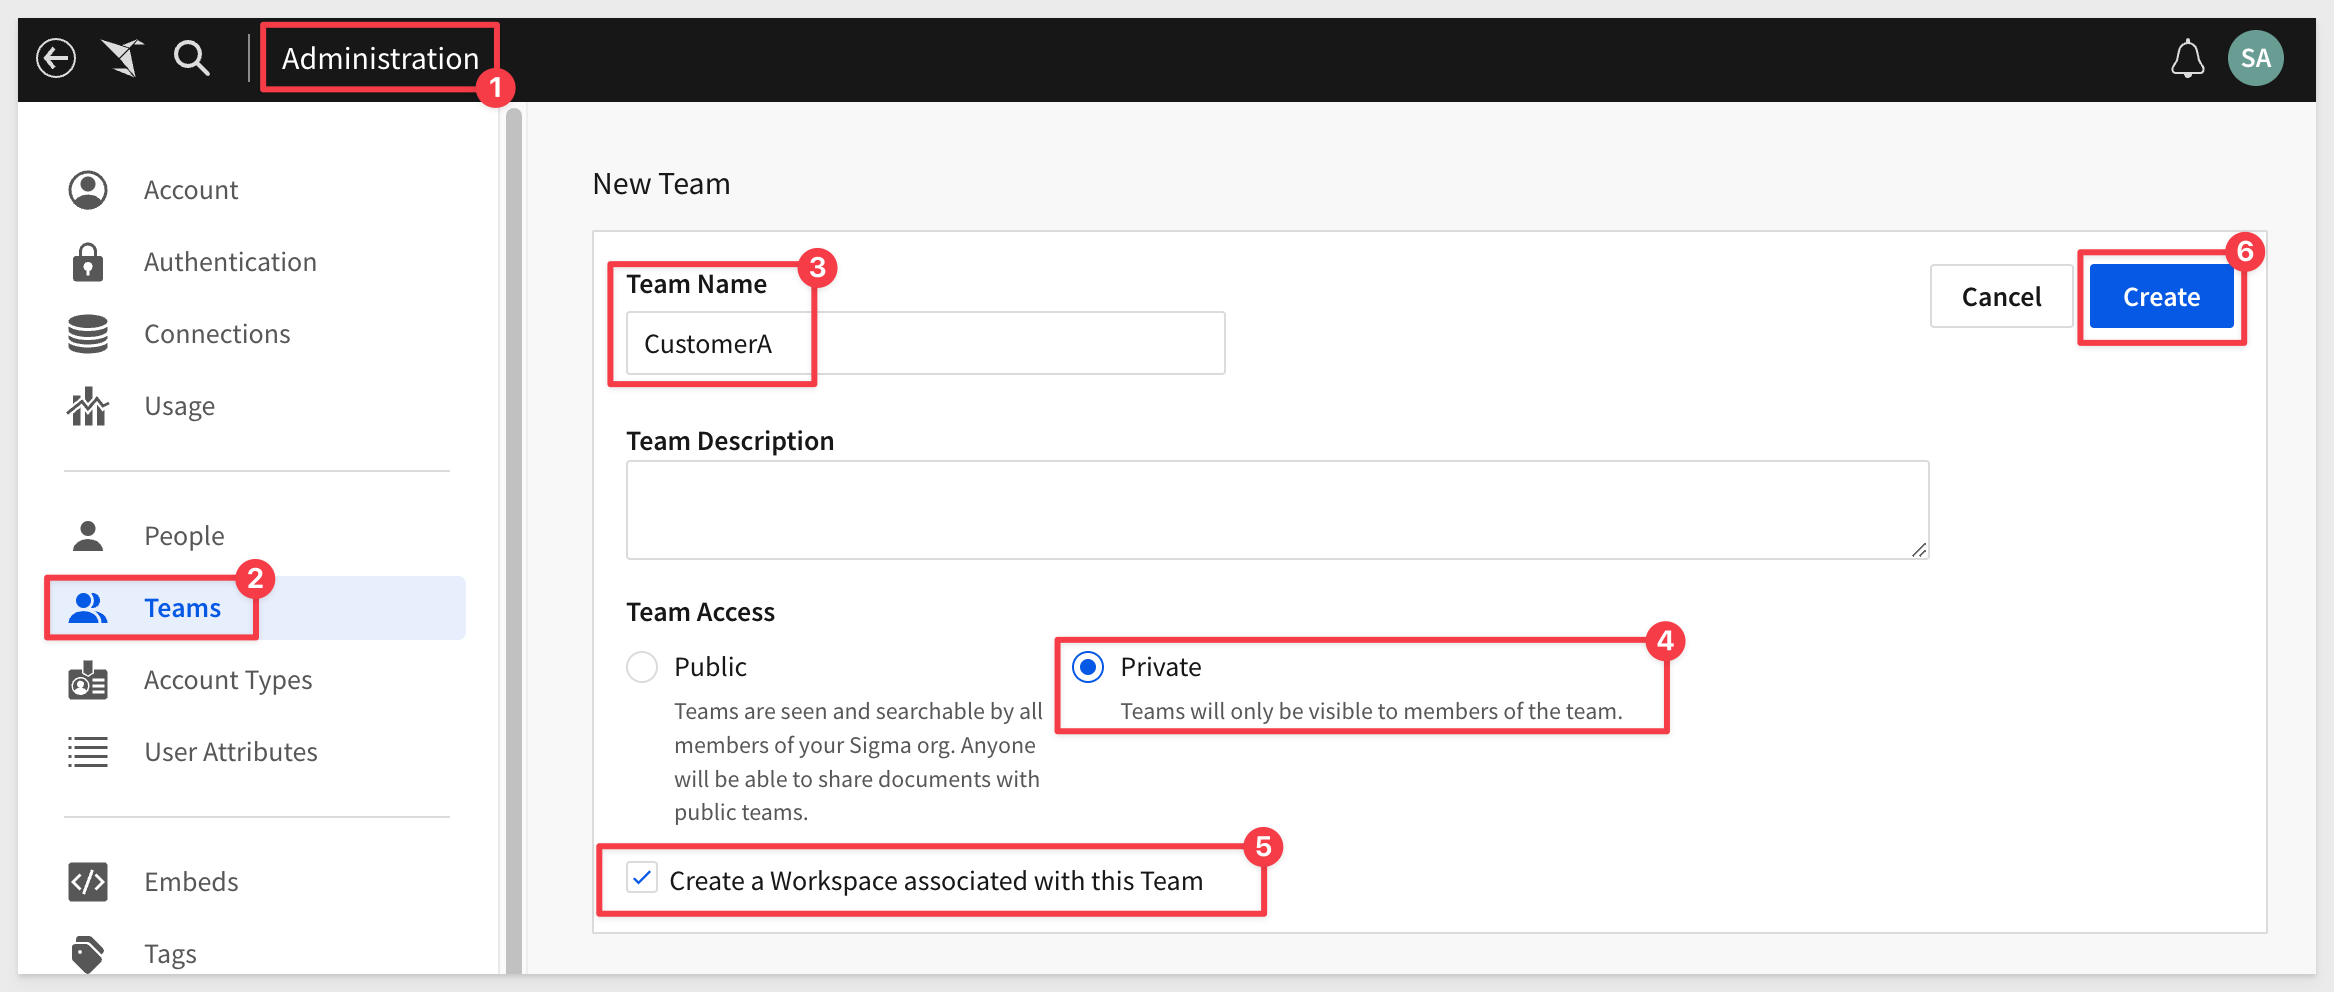 Administration
1
SA
Account
Authentication
Connections
Usage
People
2
Teams
Account Types
User Attributes
Embeds
Tags
New Team
3
Team Name
CustomerA
Cancel
6
Create
Team Description
Team Access
Public
Teams are seen and searchable by all
members of your Sigma org. Anyone
will be able to share documents with
public teams.
4
Private
Teams will only be visible to members of the team.
5
Create a Workspace associated with this Team